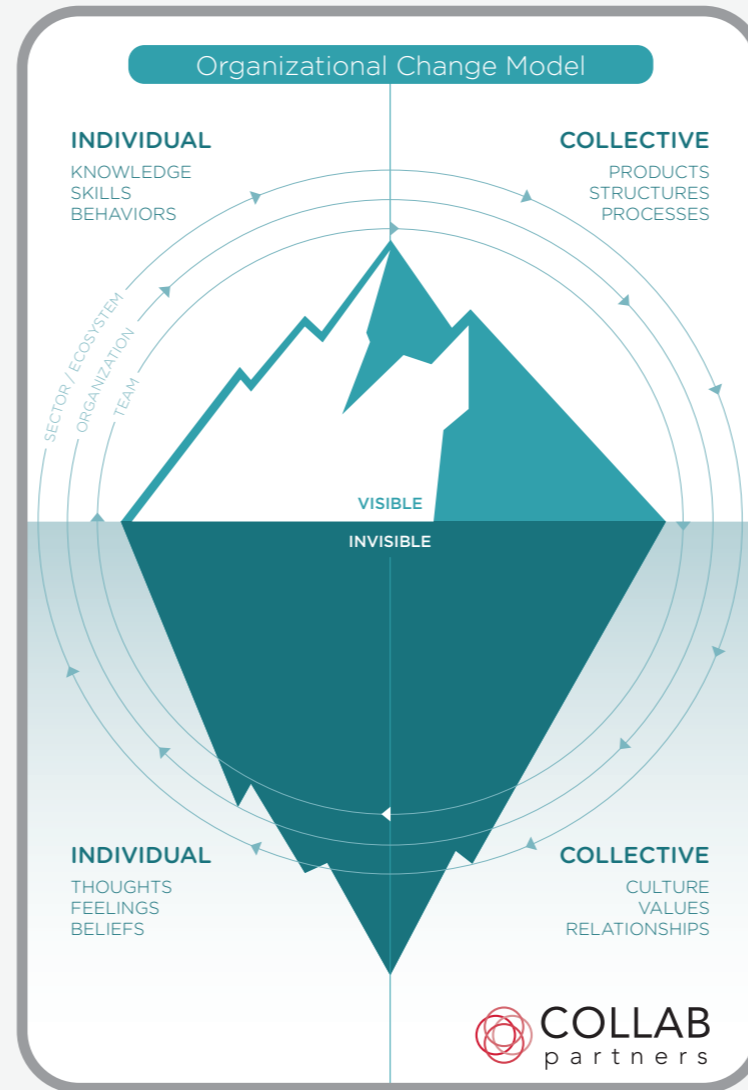 Organizational Change Model
INDIVIDUAL
KNOWLEDGE
SKILLS
BEHAVIORS
COLLECTIVE
PRODUCTS
STRUCTURES
PROCESSES
SECTOR / ECOSYSTEM
ORGANIZATION
TEAM
VISIBLE
INVISIBLE
INDIVIDUAL
THOUGHTS
FEELINGS
BELIEFS
COLLECTIVE
CULTURE
VALUES
RELATIONSHIPS
COLLAB
partners